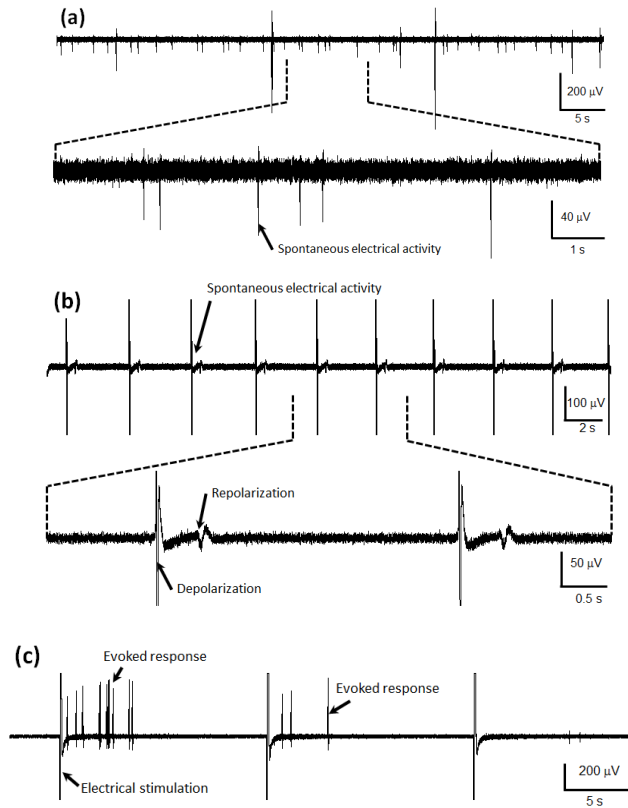 (a)
200 μV
5 s
40 μV
1 s
Spontaneous electrical activity
(b)
Spontaneous electrical activity
100 μV
2 s
Repolarization
Depolarization
50 μV
0.5 s
(c)
Evoked response
Evoked response
Electrical stimulation
200 μV
5 s